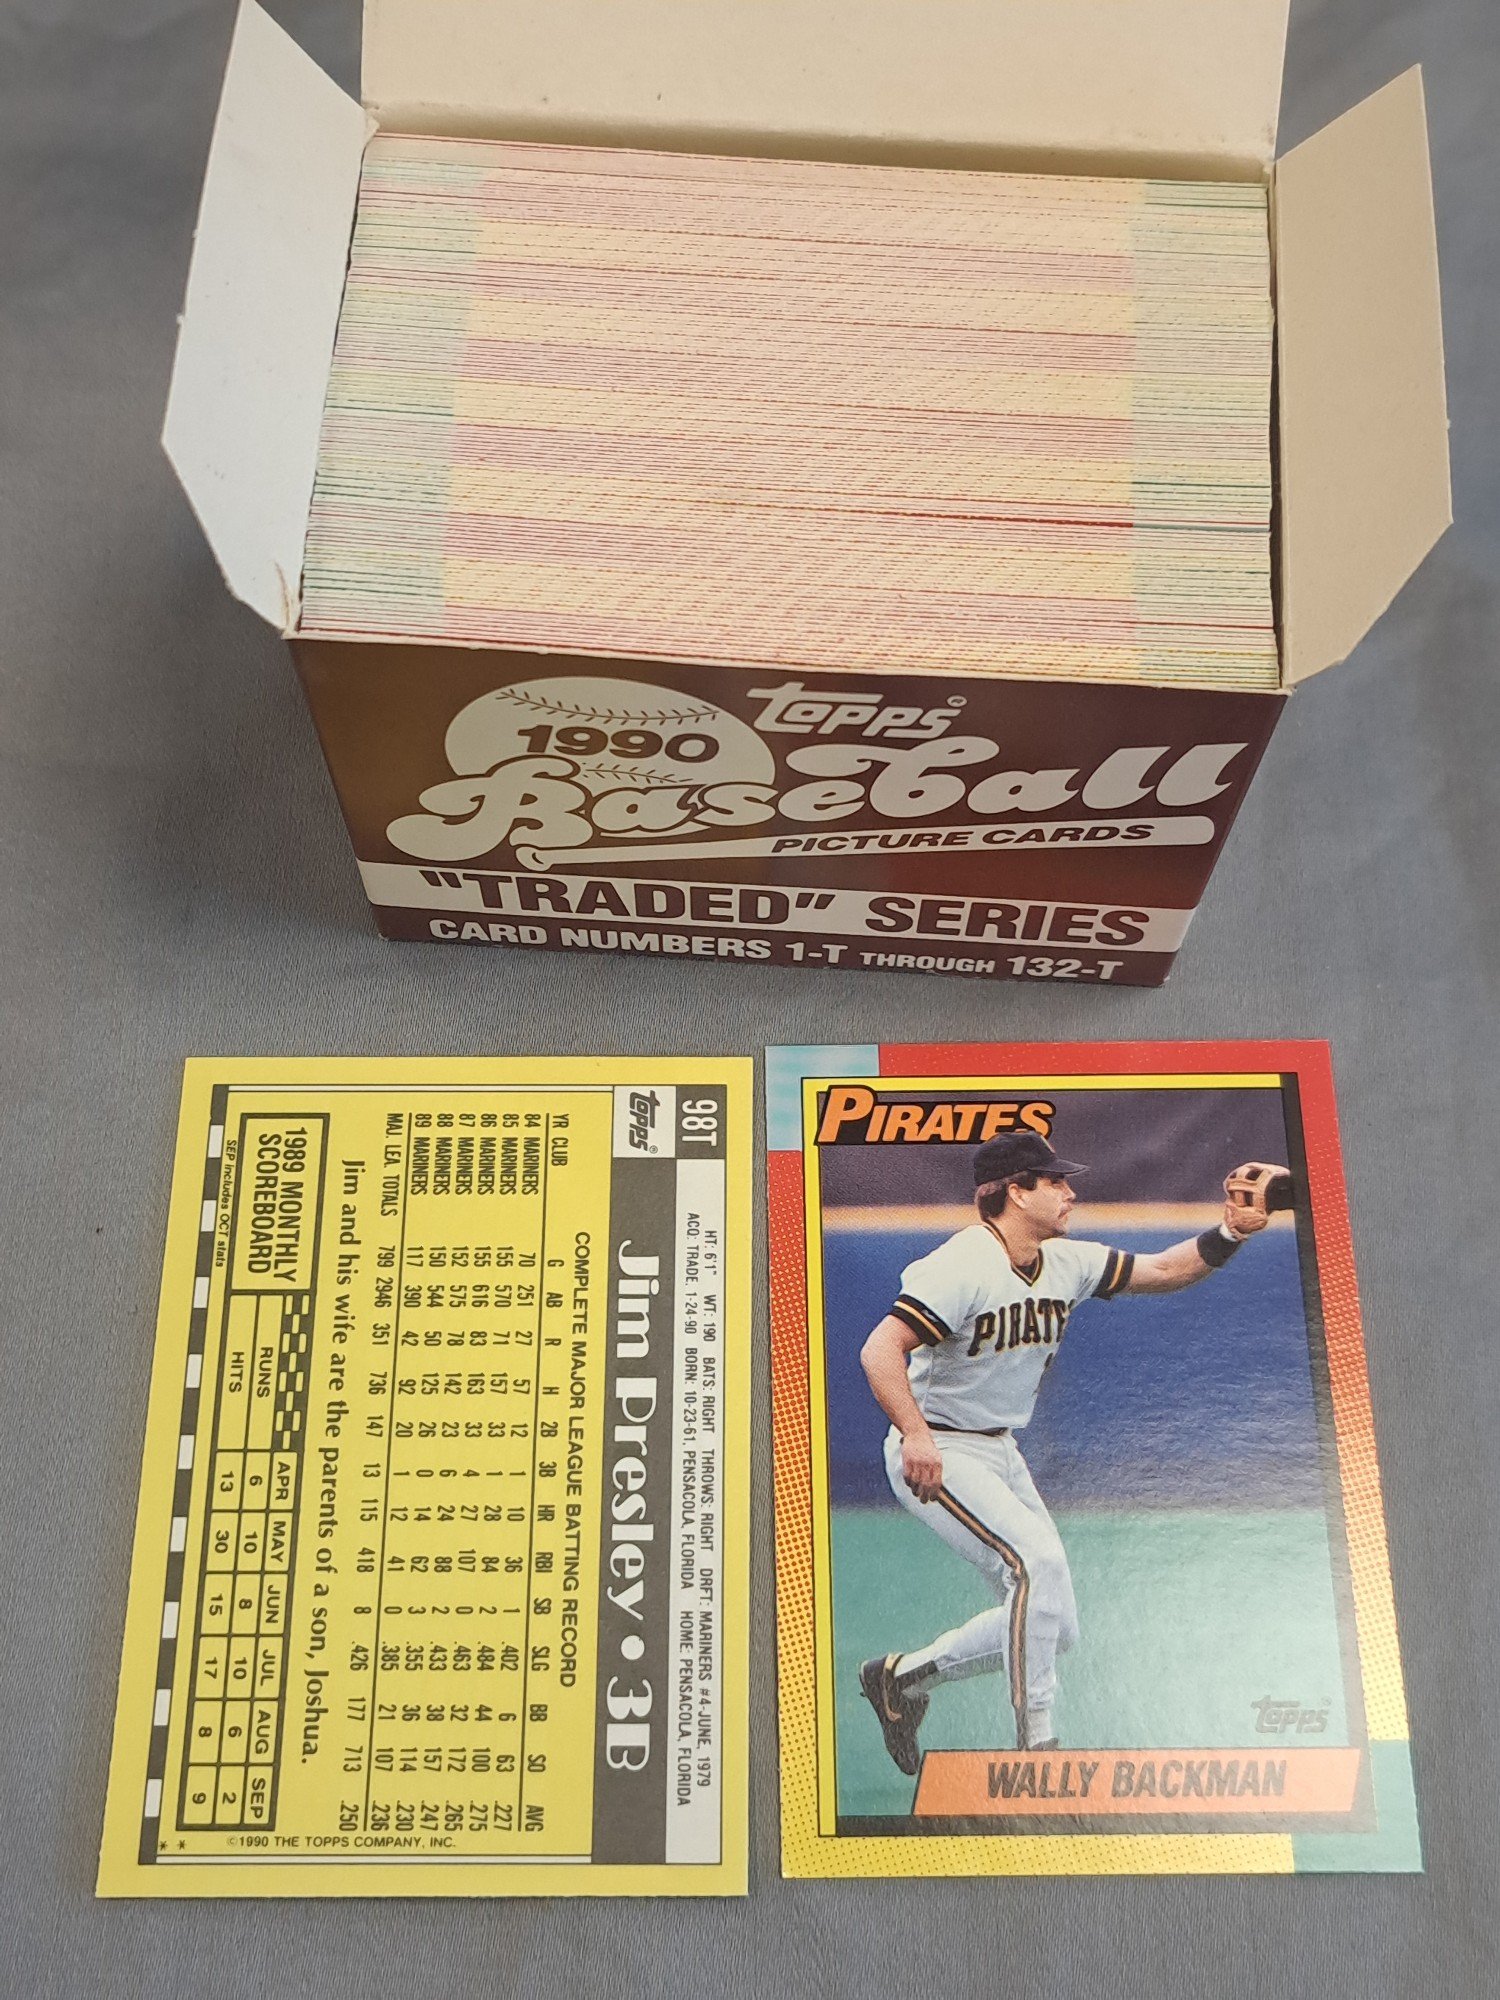 topps®
1990
Baseball
PICTURE CARDS
"TRADED" SERIES
CARD NUMBERS 1-T THROUGH 132-T
98T
topps®
HT: 6'1" WT: 190 BATS: RIGHT THROWS: RIGHT DRFT: MARINERS #4-JUNE, 1979
ACQ: TRADE, 1-24-90 BORN: 10-23-61, PENSACOLA, FLORIDA HOME: PENSACOLA, FLORIDA
Jim Presley • 3B
COMPLETE MAJOR LEAGUE BATTING RECORD
YR CLUB G AB R H 2B 3B HR RBI SB SLG BB SO AVG
84 MARINERS 70 251 27 57 12 1 10 36 1 .402 6 63 .227
85 MARINERS 155 570 71 157 33 1 28 84 2 .484 44 100 .275
86 MARINERS 155 616 83 163 33 4 27 107 0 .463 32 172 .265
87 MARINERS 152 575 78 142 23 6 24 88 2 .433 38 157 .247
88 MARINERS 150 544 50 125 26 0 14 62 3 .355 36 114 .230
89 MARINERS 117 390 42 92 20 1 12 41 0 .385 21 107 .236
MAJ. LEA. TOTALS 799 2946 351 736 147 13 115 418 8 .426 177 713 .250
Jim and his wife are the parents of a son, Joshua.
1989 MONTHLY
SCOREBOARD
APR MAY JUN JUL AUG SEP
RUNS 6 10 8 10 6 2
HITS 13 30 15 17 8 9
SEP includes OCT stats
©1990 THE TOPPS COMPANY, INC.
* *
PIRATES
PIRATE
topps
WALLY BACKMAN